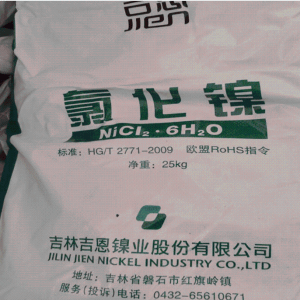 吉恩
JIEN
氯化镍
NiCl₂·6H₂O
标准：HG/T 2771-2009 欧盟RoHS指令
净重：25kg
吉林吉恩镍业股份有限公司
JILIN JIEN NICKEL INDUSTRY CO.,LTD
地址：吉林省磐石市红旗岭镇
服务(投诉)电话：0432-65610671